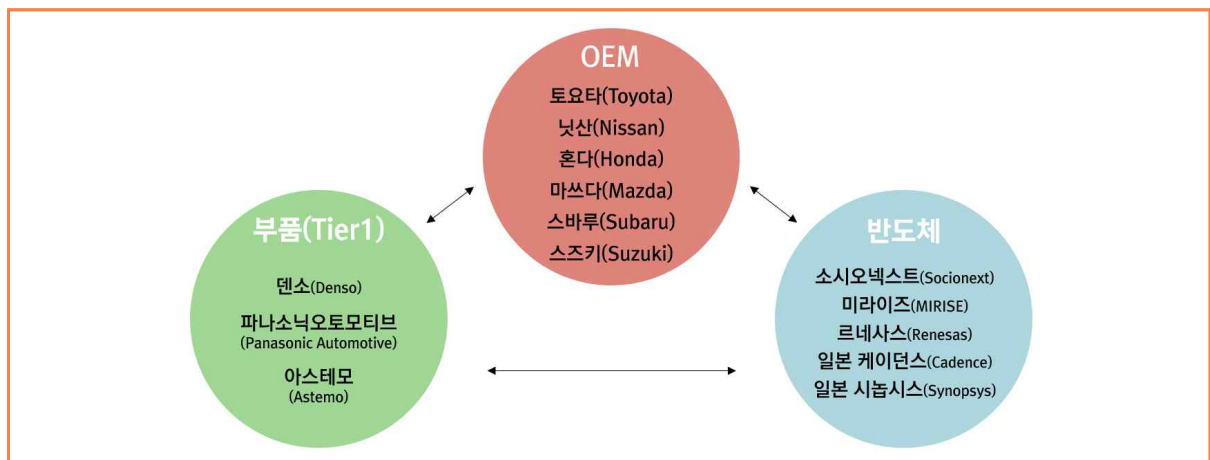 OEM
토요타(Toyota)
닛산(Nissan)
혼다(Honda)
마쓰다(Mazda)
스바루(Subaru)
스즈키(Suzuki)
부품(Tier1)
덴소(Denso)
파나소닉오토모티브
(Panasonic Automotive)
아스테모
(Astemo)
반도체
소시오넥스트(Socionext)
미라이즈(MIRISE)
르네사스(Renesas)
일본 케이던스(Cadence)
일본 시놉시스(Synopsys)